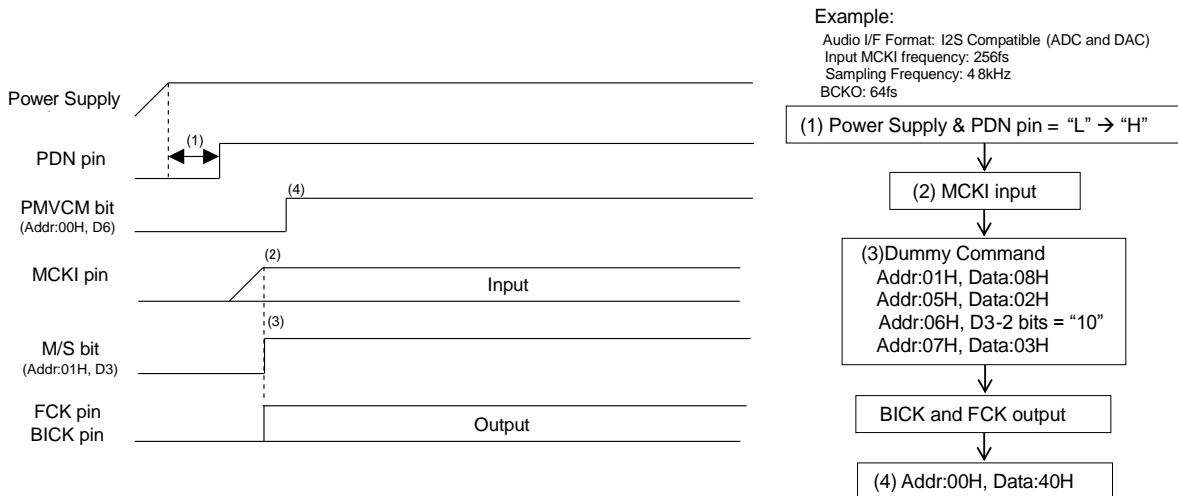 Power Supply
(1)
PDN pin
(4)
PMVCM bit
(Addr:00H, D6)
(2)
MCKI pin
Input
(3)
M/S bit
(Addr:01H, D3)
FCK pin
BICK pin
Output
Example:
Audio I/F Format: I2S Compatible (ADC and DAC)
Input MCKI frequency: 256fs
Sampling Frequency: 48kHz
BCKO: 64fs
(1) Power Supply & PDN pin = “L” → “H”
(2) MCKI input
(3)Dummy Command
Addr:01H, Data:08H
Addr:05H, Data:02H
Addr:06H, D3-2 bits = “10”
Addr:07H, Data:03H
BICK and FCK output
(4) Addr:00H, Data:40H